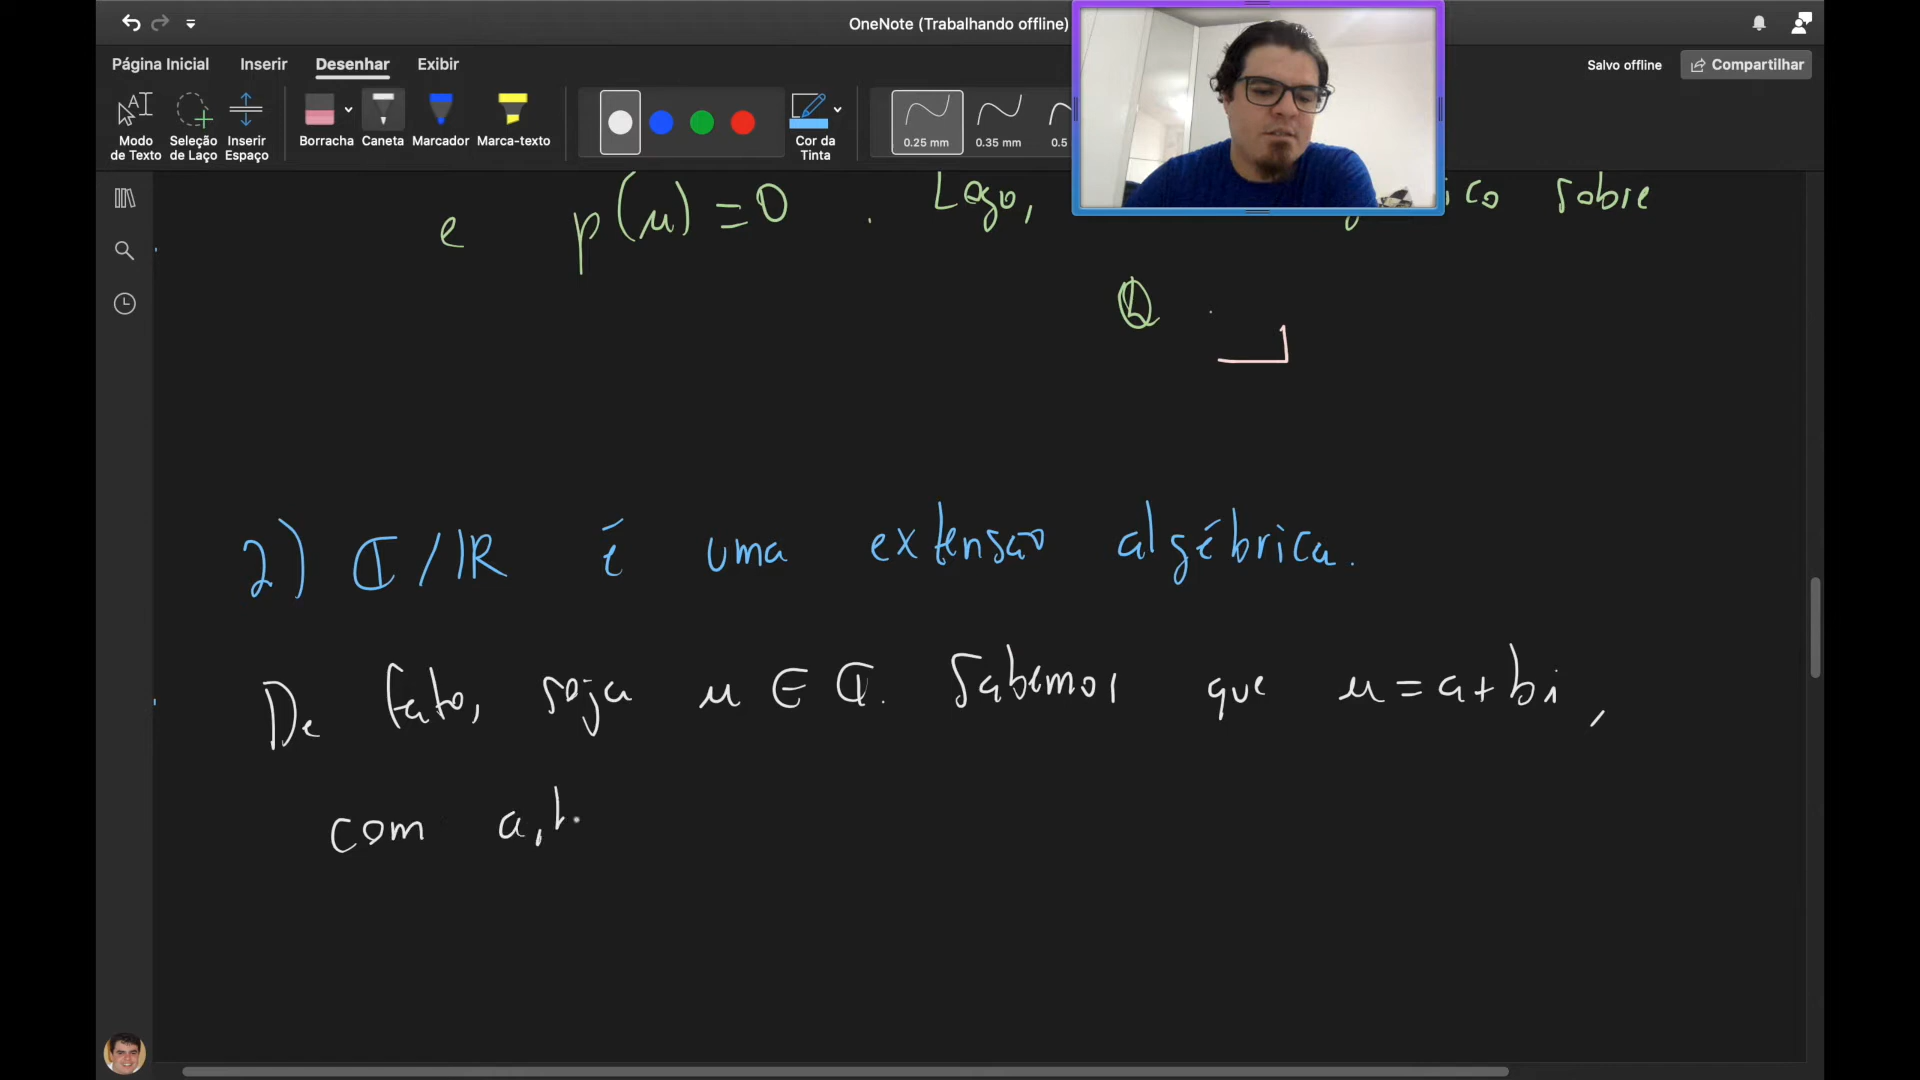 OneNote (Trabalhando offline)
Página Inicial Inserir Desenhar Exibir
Salvo offline Compartilhar
Modo de Texto
Seleção de Laço
Inserir Espaço
Borracha Caneta Marcador Marca-texto
Cor da Tinta
0.25 mm 0.35 mm 0.5
e p(u) = 0 . Logo, ico sobre
ℚ .
2) ℂ/ℝ é uma extensão algébrica.
De fato, seja u ∈ ℂ. Sabemos que u = a + bi ,
com a,